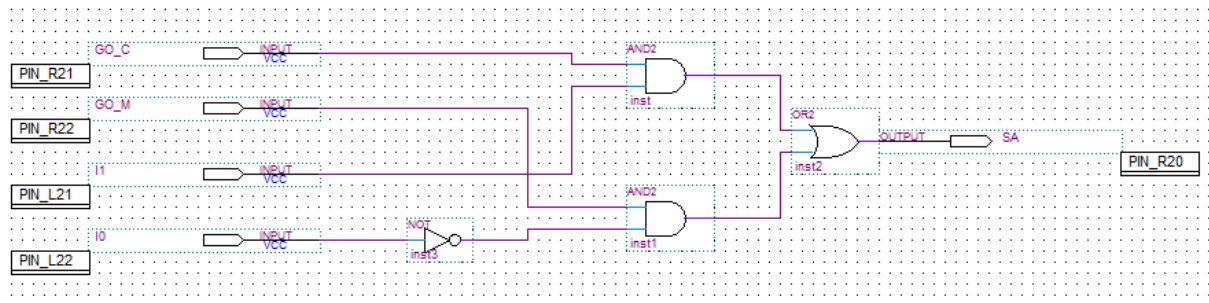 GO_C INPUT VCC
PIN_R21
AND2
inst
GO_M INPUT VCC
PIN_R22
OR2
inst2
OUTPUT SA
PIN_R20
I1 INPUT VCC
PIN_L21
AND2
inst1
I0 INPUT VCC
PIN_L22
NOT
inst3